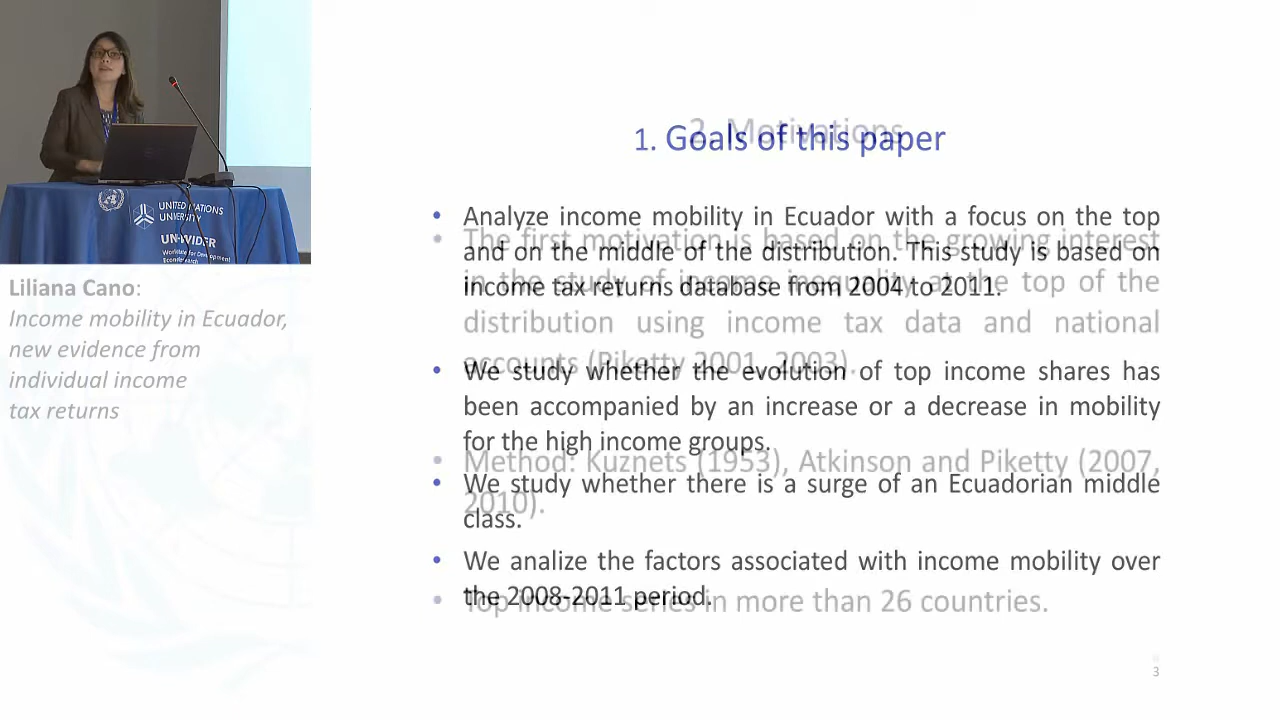 UNITED NATIONS
UNIVERSITY
UNU-WIDER
World Institute for Development
Economics Research
Liliana Cano:
Income mobility in Ecuador,
new evidence from
individual income
tax returns
1. Goals of this paper
• Analyze income mobility in Ecuador with a focus on the top
and on the middle of the distribution. This study is based on
income tax returns database from 2004 to 2011.
• We study whether the evolution of top income shares has
been accompanied by an increase or a decrease in mobility
for the high income groups.
• We study whether there is a surge of an Ecuadorian middle
class.
• We analize the factors associated with income mobility over
the 2008-2011 period.
2. Motivations
• The first motivation is based on the growing interest
in the study of income inequality at the top of the
distribution using income tax data and national
accounts (Piketty 2001, 2003).
• Method: Kuznets (1953), Atkinson and Piketty (2007,
2010).
• Top income series in more than 26 countries.
3